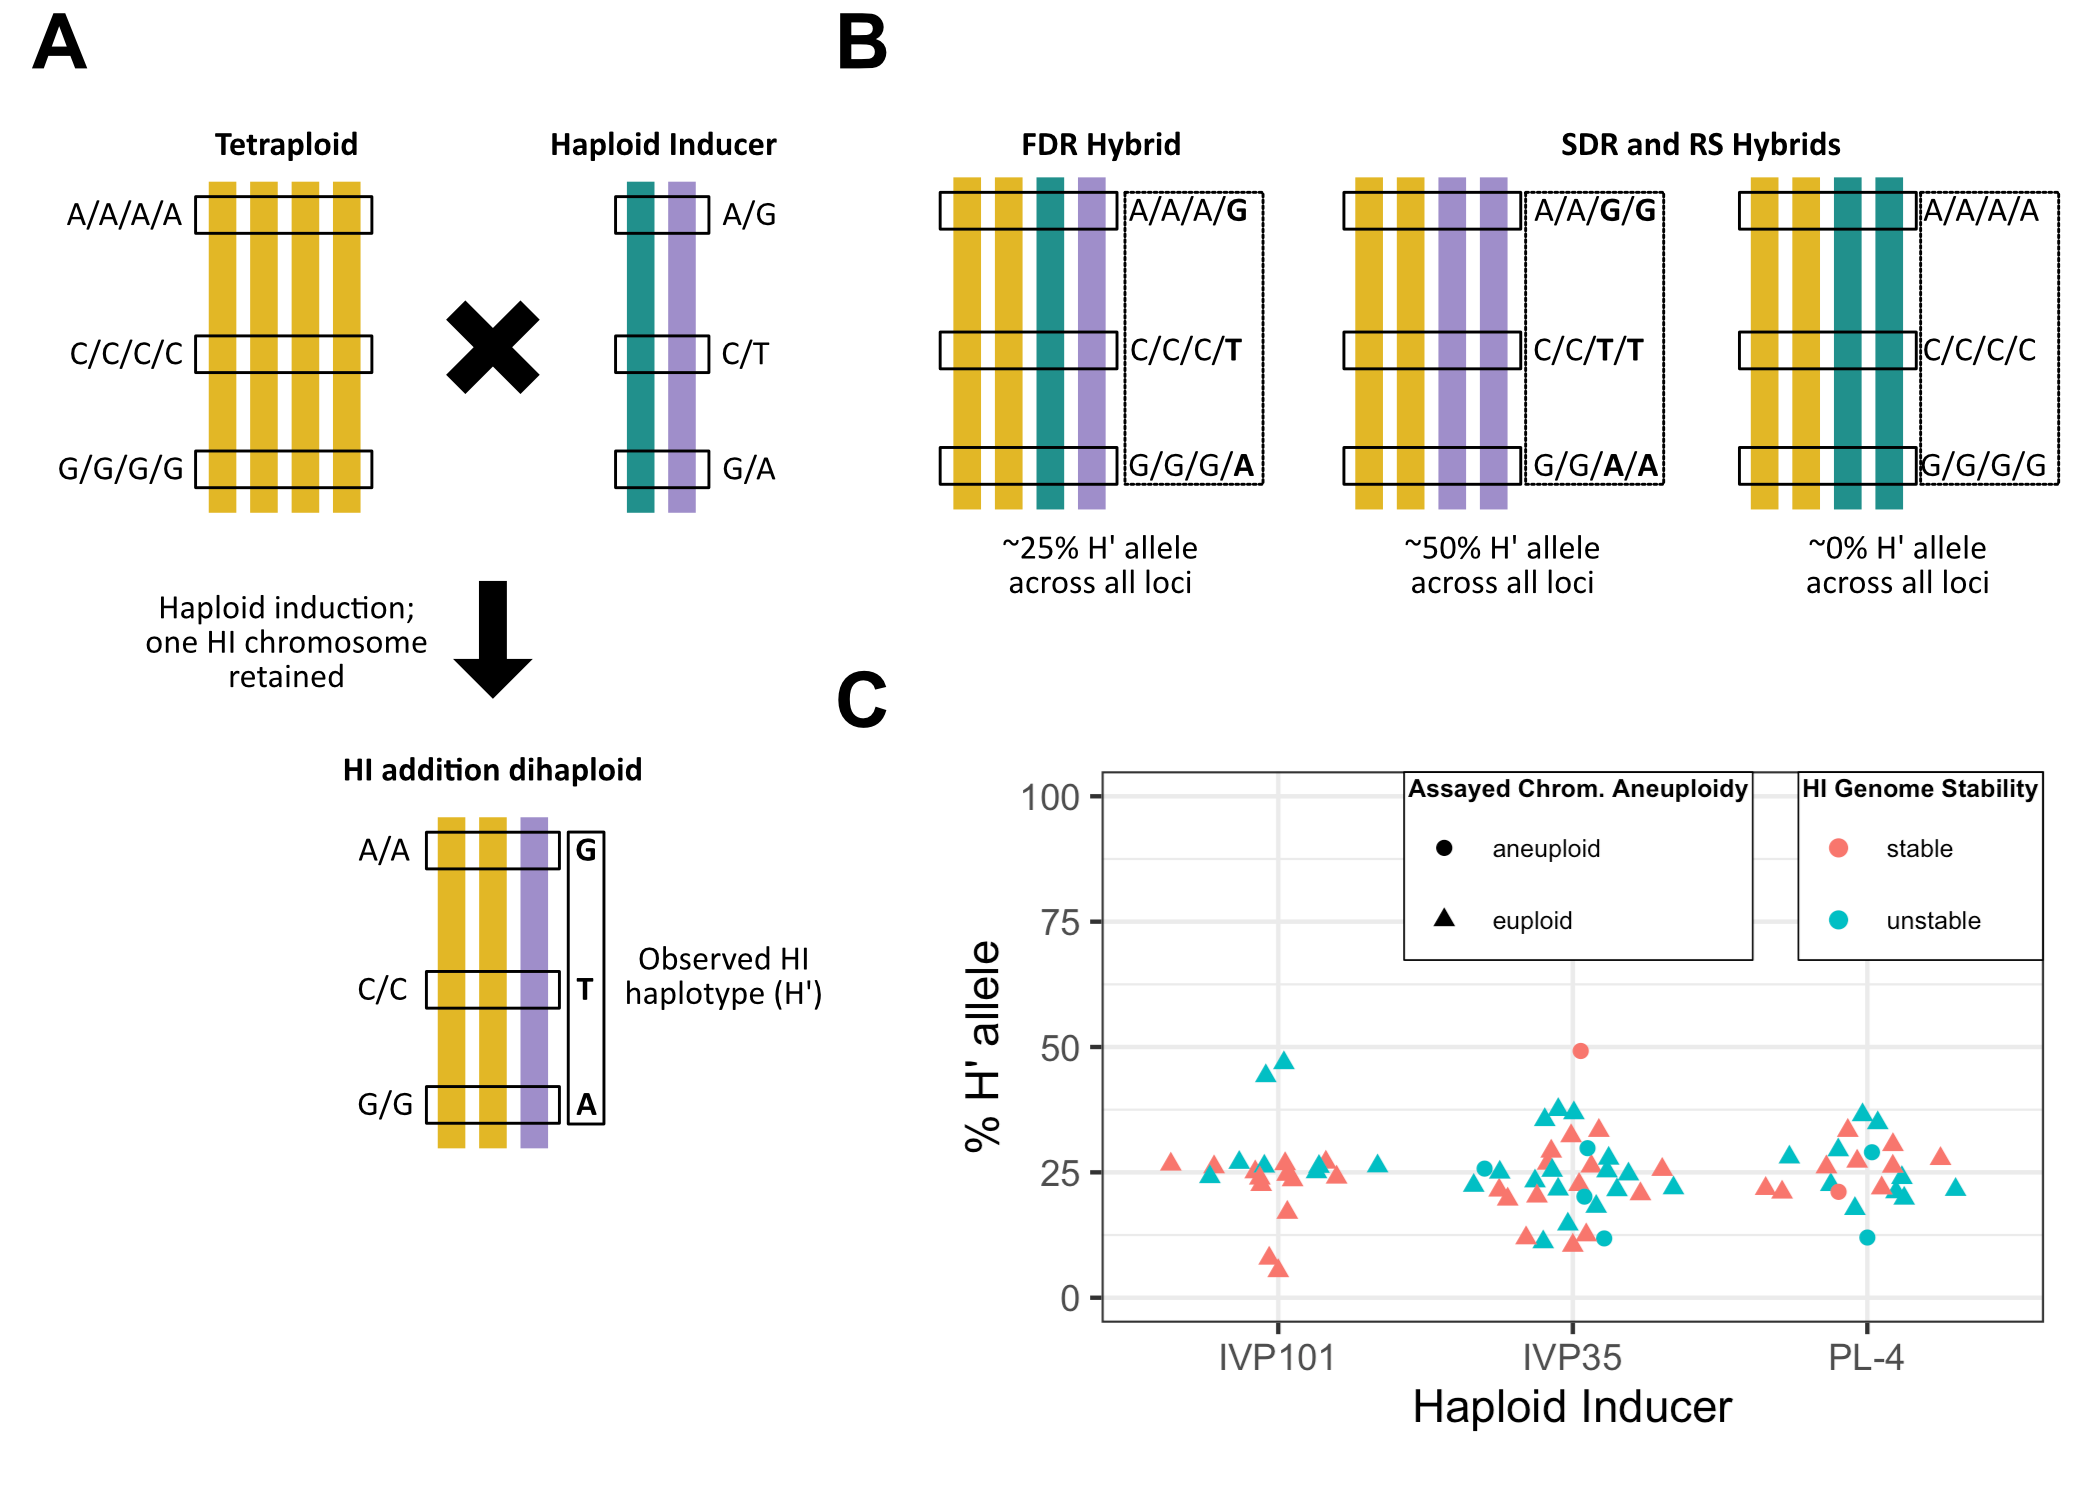 A
Tetraploid
Haploid Inducer
A/A/A/A
A/G
C/C/C/C
C/T
G/G/G/G
G/A
Haploid induction;
one HI chromosome
retained
HI addition dihaploid
A/A
G
C/C
T
G/G
A
Observed HI
haplotype (H')
B
FDR Hybrid
SDR and RS Hybrids
A/A/A/G
A/A/G/G
A/A/A/A
C/C/C/T
C/C/T/T
C/C/C/C
G/G/G/A
G/G/A/A
G/G/G/G
~25% H' allele
across all loci
~50% H' allele
across all loci
~0% H' allele
across all loci
C
Assayed Chrom. Aneuploidy
aneuploid
euploid
HI Genome Stability
stable
unstable
% H' allele
100
75
50
25
0
IVP101
IVP35
PL-4
Haploid Inducer